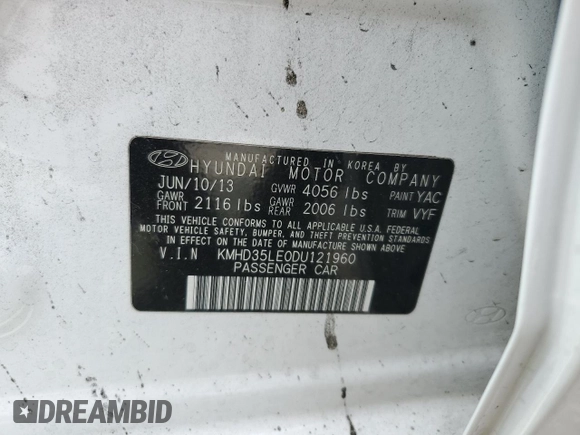 MANUFACTURED IN KOREA BY
HYUNDAI MOTOR COMPANY
JUN/10/13 GVWR 4056 lbs PAINT YAC
GAWR FRONT 2116 lbs GAWR REAR 2006 lbs TRIM VYF
THIS VEHICLE CONFORMS TO ALL APPLICABLE U.S.A. FEDERAL
MOTOR VEHICLE SAFETY, BUMPER, AND THEFT PREVENTION STANDARDS
IN EFFECT ON THE DATE OF MANUFACTURE SHOWN ABOVE
V.I.N KMHD35LE0DU121960
PASSENGER CAR
DREAMBID